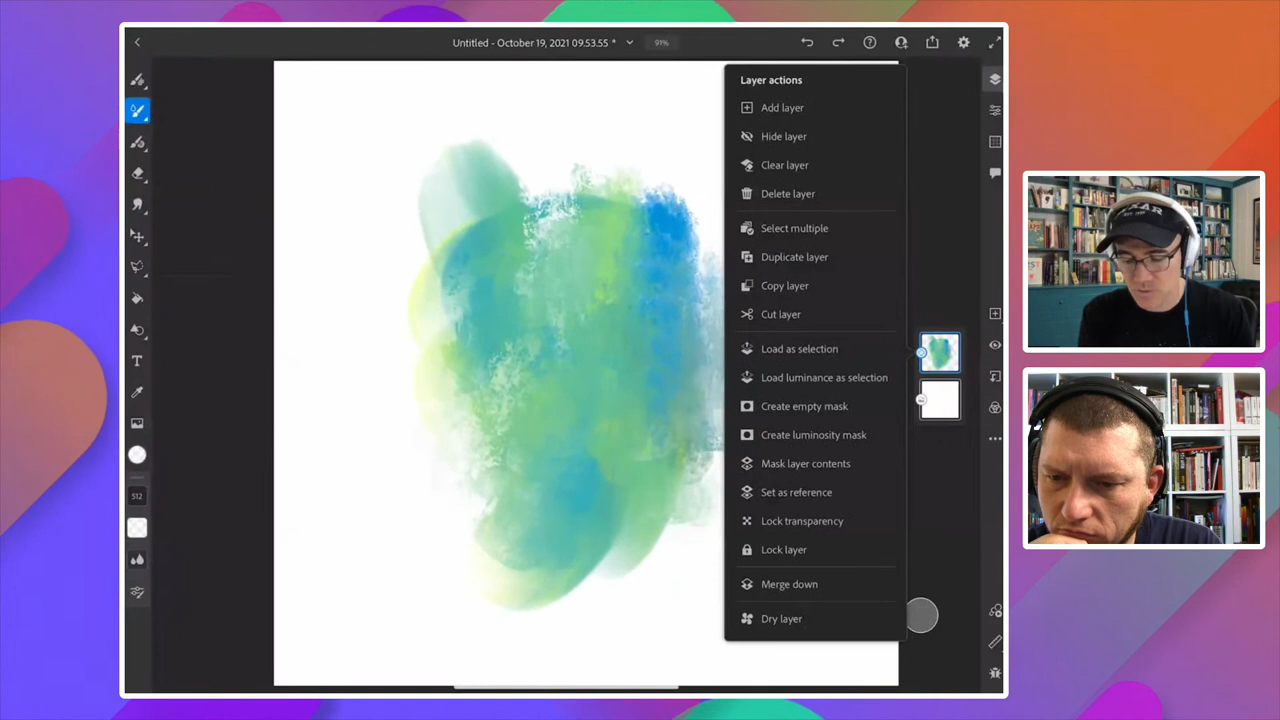 Untitled - October 19, 2021 09.53.55 *
91%
Layer actions
Add layer
Hide layer
Clear layer
Delete layer
Select multiple
Duplicate layer
Copy layer
Cut layer
Load as selection
Load luminance as selection
Create empty mask
Create luminosity mask
Mask layer contents
Set as reference
Lock transparency
Lock layer
Merge down
Dry layer
T
512